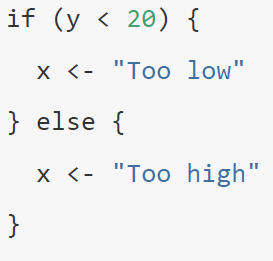 if (y < 20) {
  x <- "Too low"
} else {
  x <- "Too high"
}